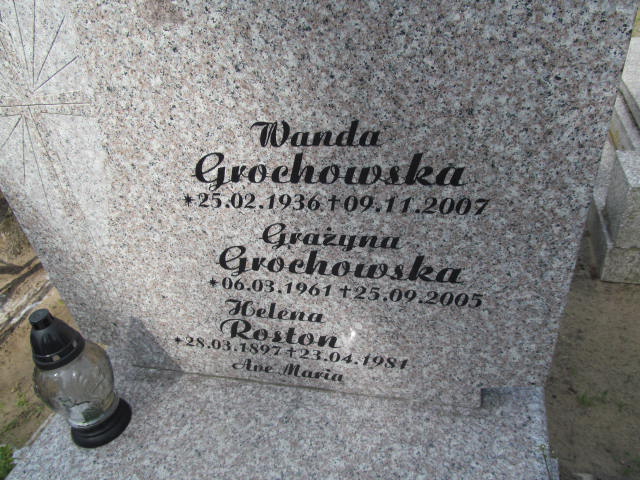 Wanda
Grochowska
*25.02.1936 †09.11.2007
Grażyna
Grochowska
*06.03.1961 †25.09.2005
Helena
Roston
*28.03.1897 †23.04.1981
Ave Maria